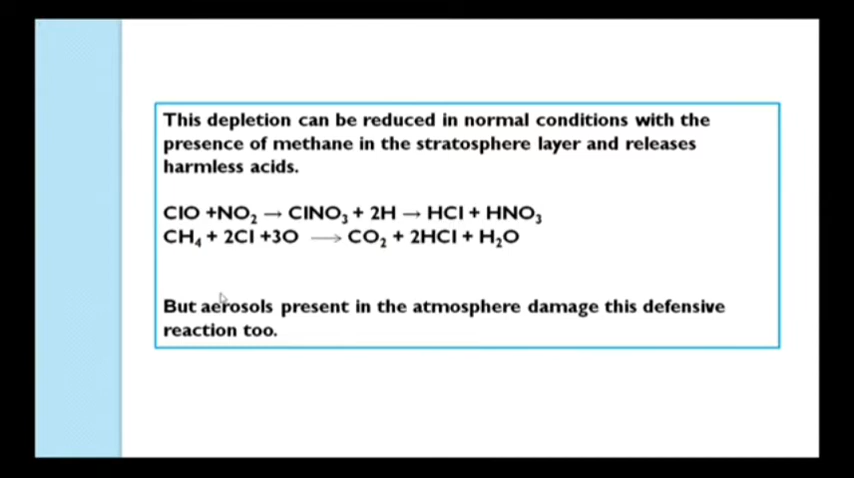 This depletion can be reduced in normal conditions with the
presence of methane in the stratosphere layer and releases
harmless acids.
ClO +NO₂ → ClNO₃ + 2H → HCl + HNO₃
CH₄ + 2Cl +3O ⟶ CO₂ + 2HCl + H₂O
But aerosols present in the atmosphere damage this defensive
reaction too.